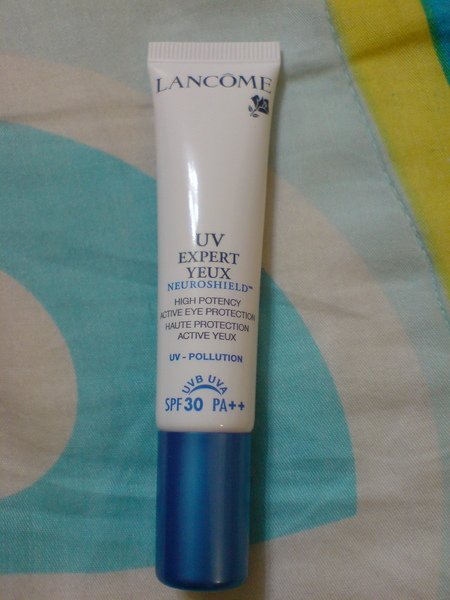 LANCÔME
UV
EXPERT
YEUX
NEUROSHIELD™
HIGH POTENCY
ACTIVE EYE PROTECTION
HAUTE PROTECTION
ACTIVE YEUX
UV - POLLUTION
UVB UVA
SPF 30 PA++